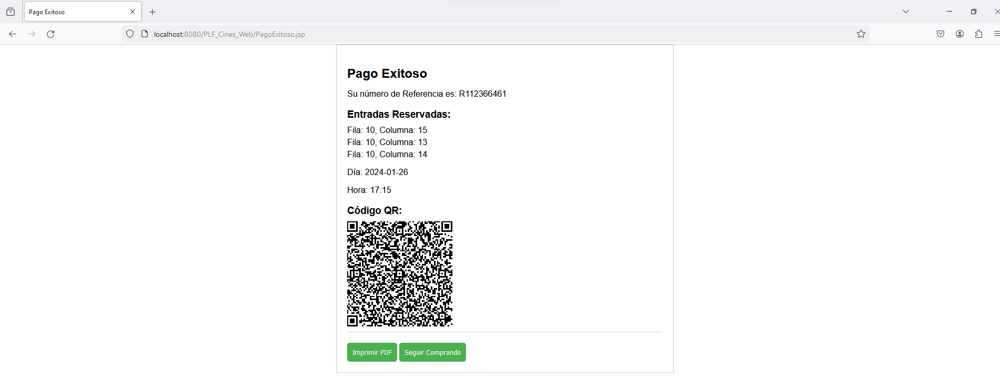 Pago Exitoso
localhost:8080/PLF_Cines_Web/PagoExitoso.jsp
Pago Exitoso
Su número de Referencia es: R112366461
Entradas Reservadas:
Fila: 10, Columna: 15
Fila: 10, Columna: 13
Fila: 10, Columna: 14
Día: 2024-01-26
Hora: 17:15
Código QR:
Imprimir PDF Seguir Comprando